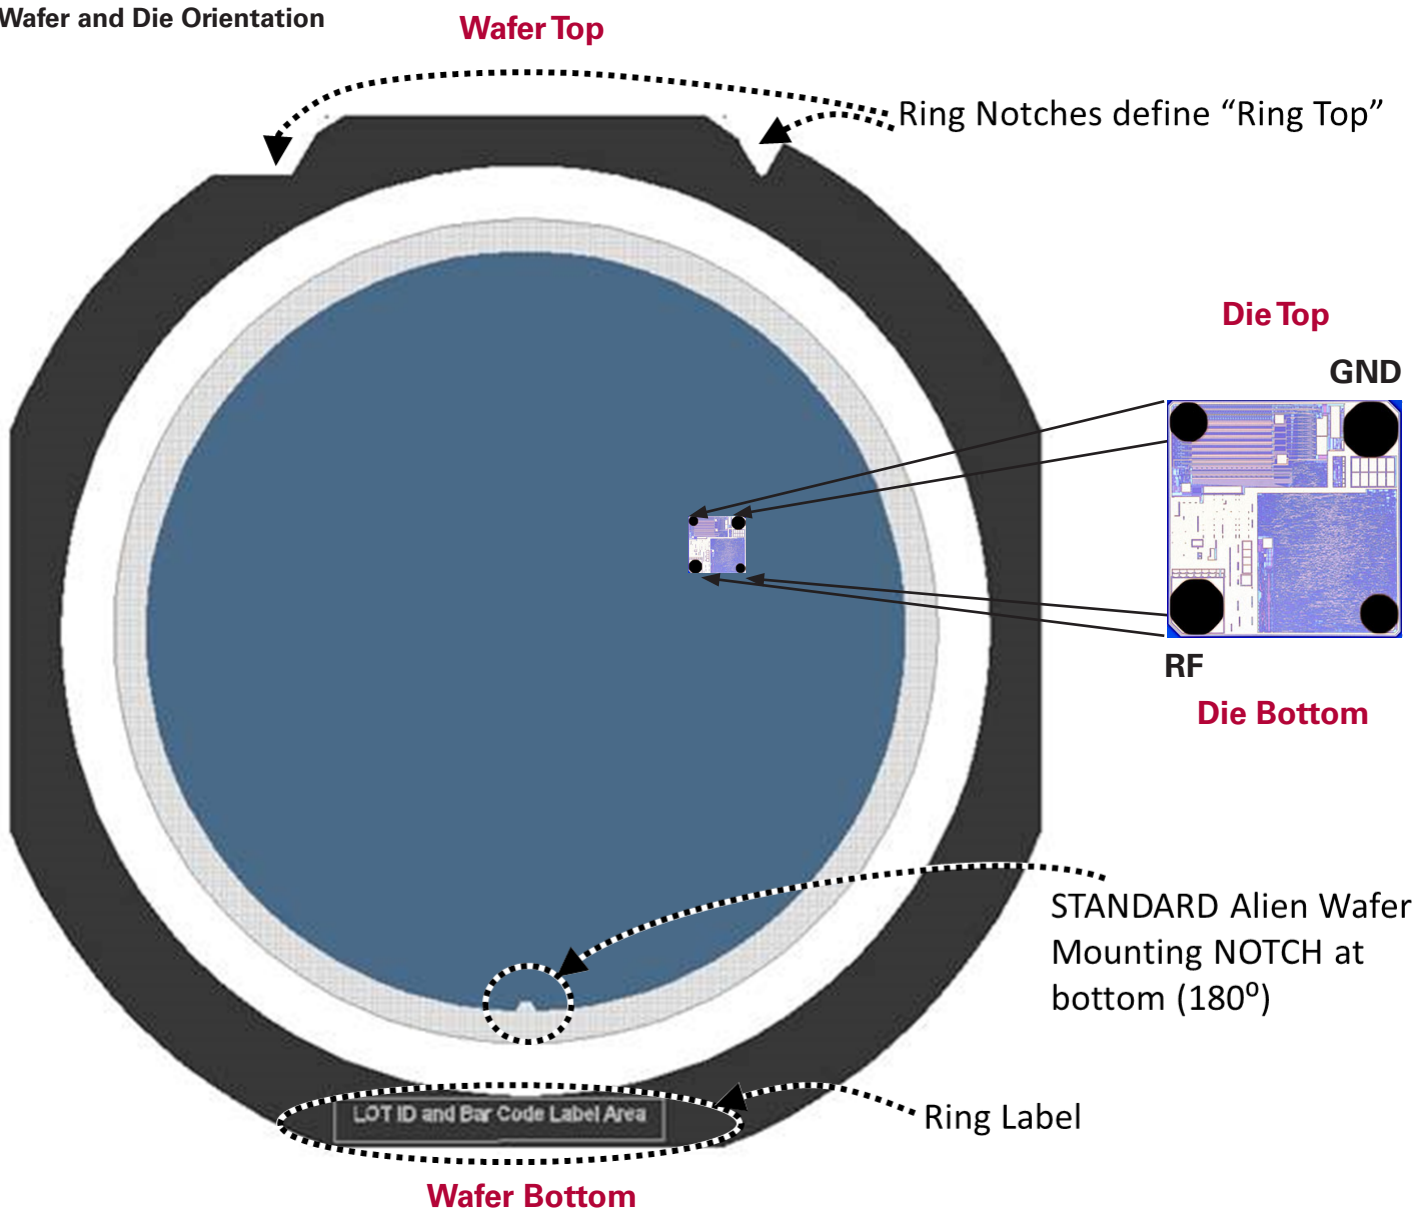 Wafer and Die Orientation
Wafer Top
Ring Notches define “Ring Top”
Die Top
GND
RF
Die Bottom
STANDARD Alien Wafer
Mounting NOTCH at
bottom (180⁰)
LOT ID and Bar Code Label Area
Ring Label
Wafer Bottom